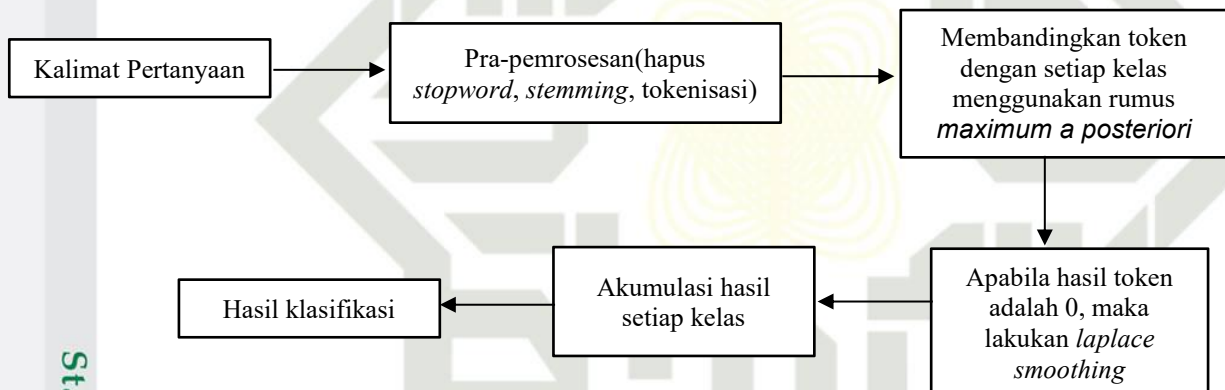 Kalimat Pertanyaan
Pra-pemrosesan(hapus
stopword, stemming, tokenisasi)
Membandingkan token
dengan setiap kelas
menggunakan rumus
maximum a posteriori
Apabila hasil token
adalah 0, maka
lakukan laplace
smoothing
Akumulasi hasil
setiap kelas
Hasil klasifikasi